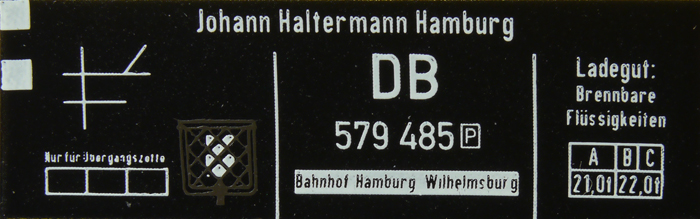 Johann Haltermann Hamburg
DB
579 485 P
Bahnhof Hamburg Wilhelmsburg
Nur für Übergangszettel
Ladegut:
Brennbare
Flüssigkeiten
A B C
21,0t 22,0t